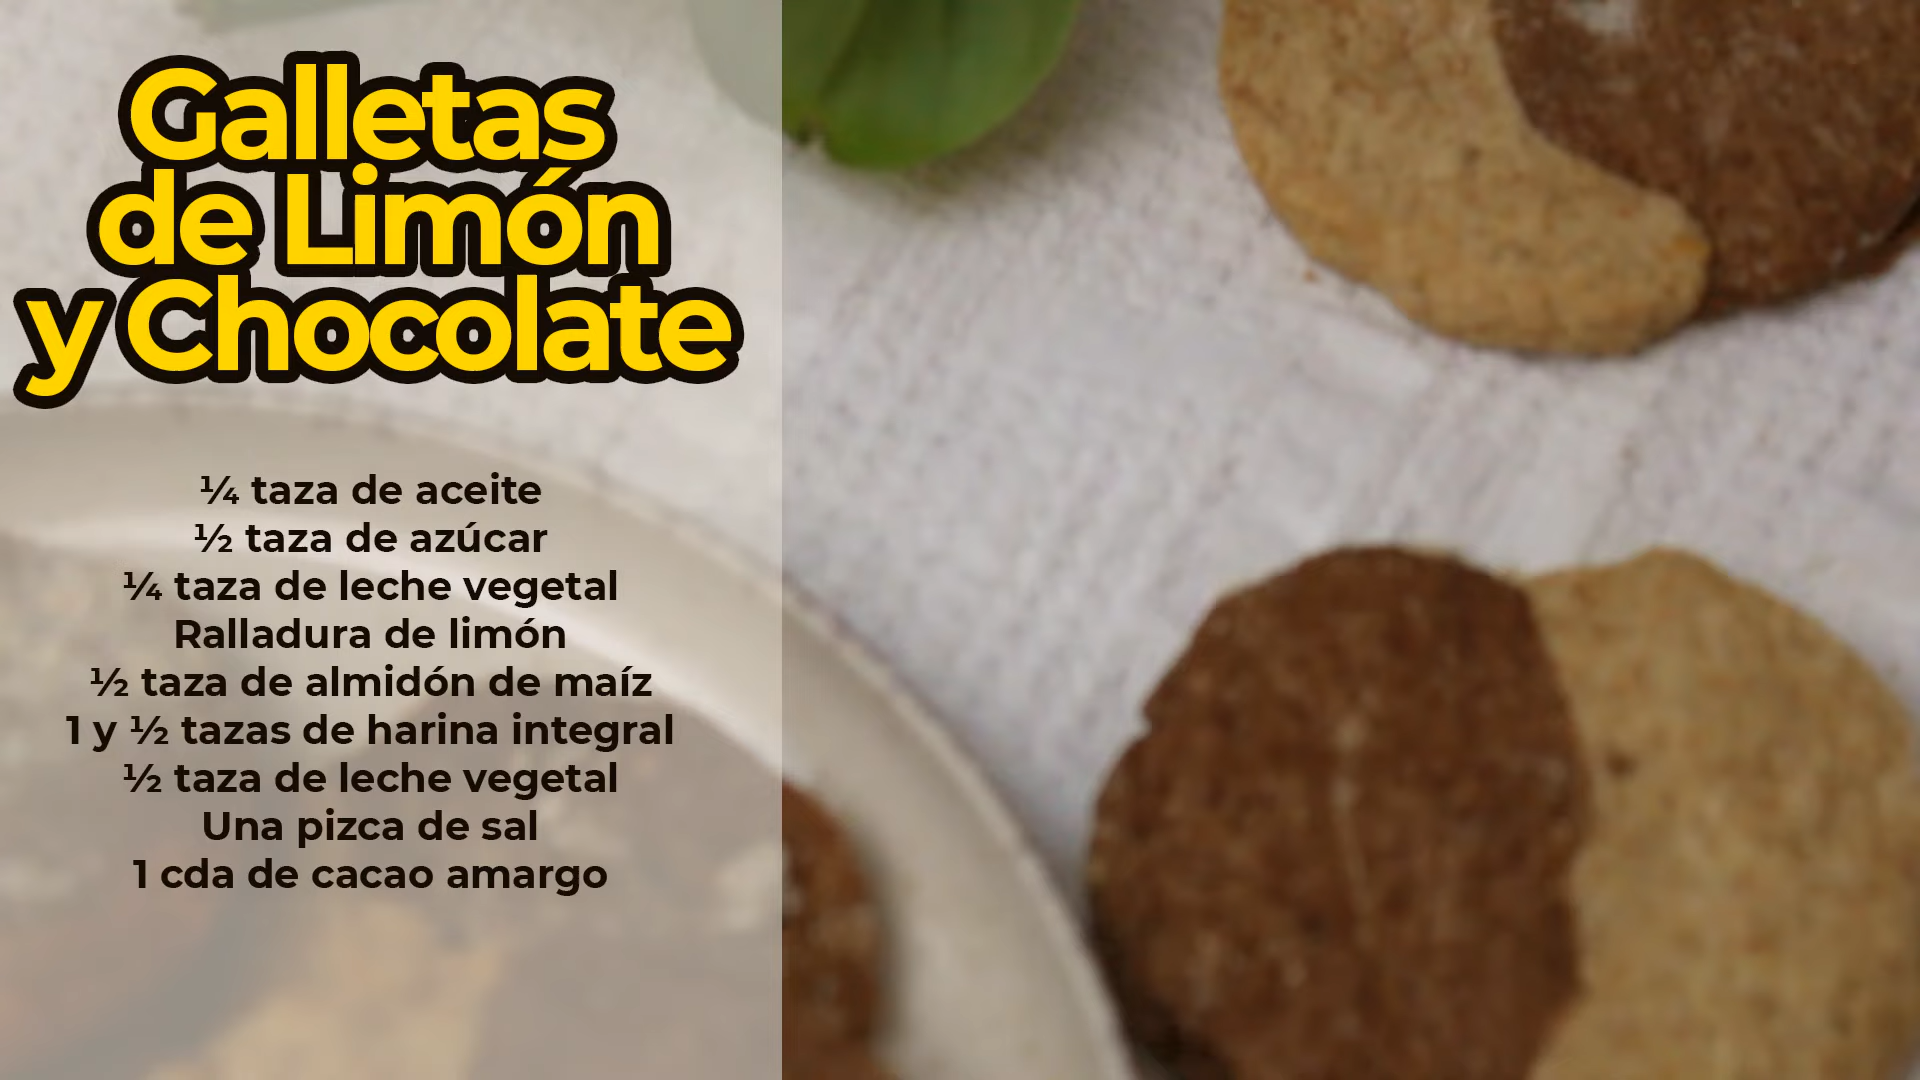 Galletas
de Limón
y Chocolate
¼ taza de aceite
½ taza de azúcar
¼ taza de leche vegetal
Ralladura de limón
½ taza de almidón de maíz
1 y ½ tazas de harina integral
½ taza de leche vegetal
Una pizca de sal
1 cda de cacao amargo